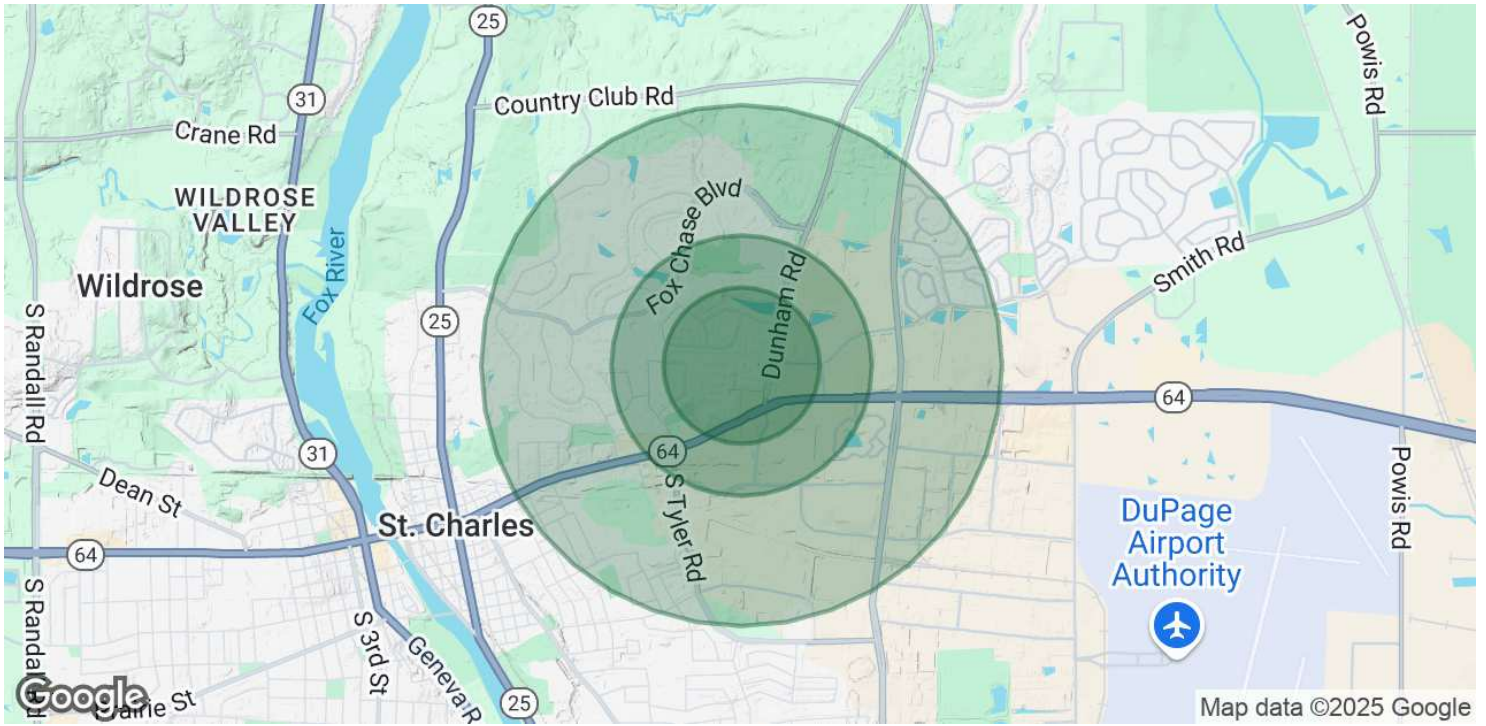 25
Powis Rd
Country Club Rd
31
Crane Rd
WILDROSE
VALLEY
Fox Chase Blvd
Smith Rd
Wildrose
Fox River
Dunham Rd
S Randall Rd
25
64
64
31
Dean St
S Tyler Rd
Powis Rd
St. Charles
DuPage
Airport
Authority
64
S Randall Rd
S 3rd St
Geneva R
25
Prairie St
Google
Map data ©2025 Google